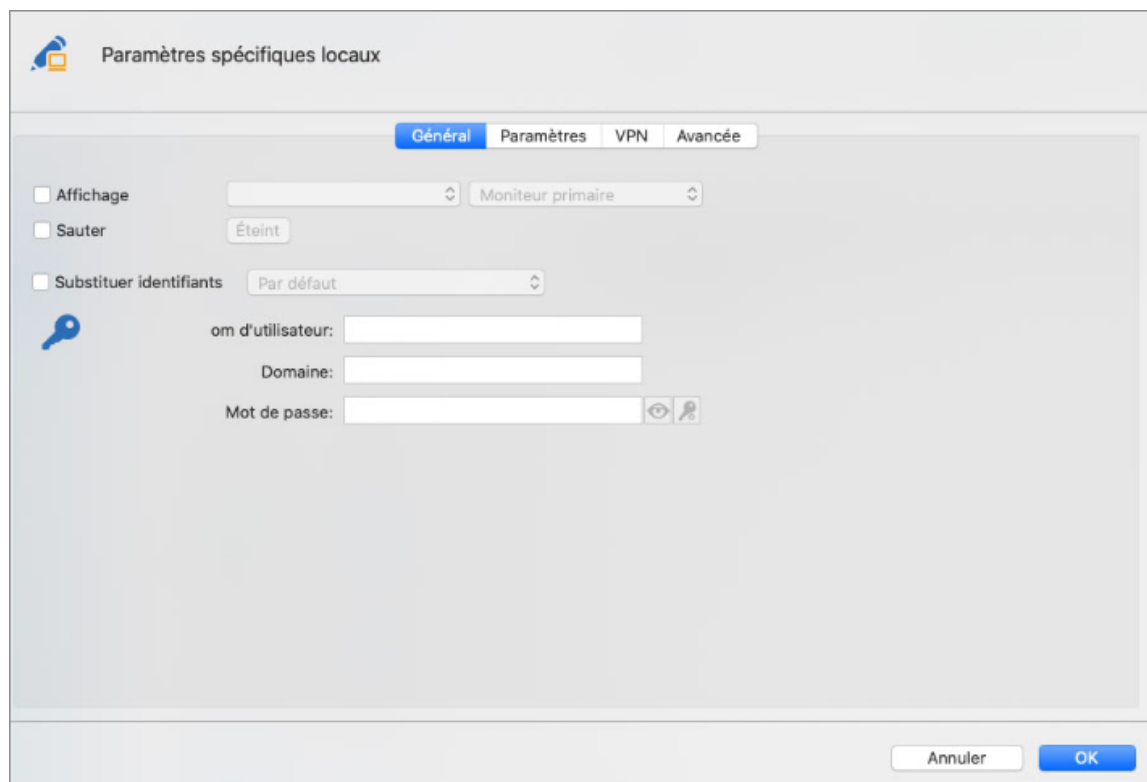 Paramètres spécifiques locaux
Général Paramètres VPN Avancée
Affichage Moniteur primaire
Sauter Éteint
Substituer identifiants Par défaut
om d'utilisateur:
Domaine:
Mot de passe:
Annuler OK